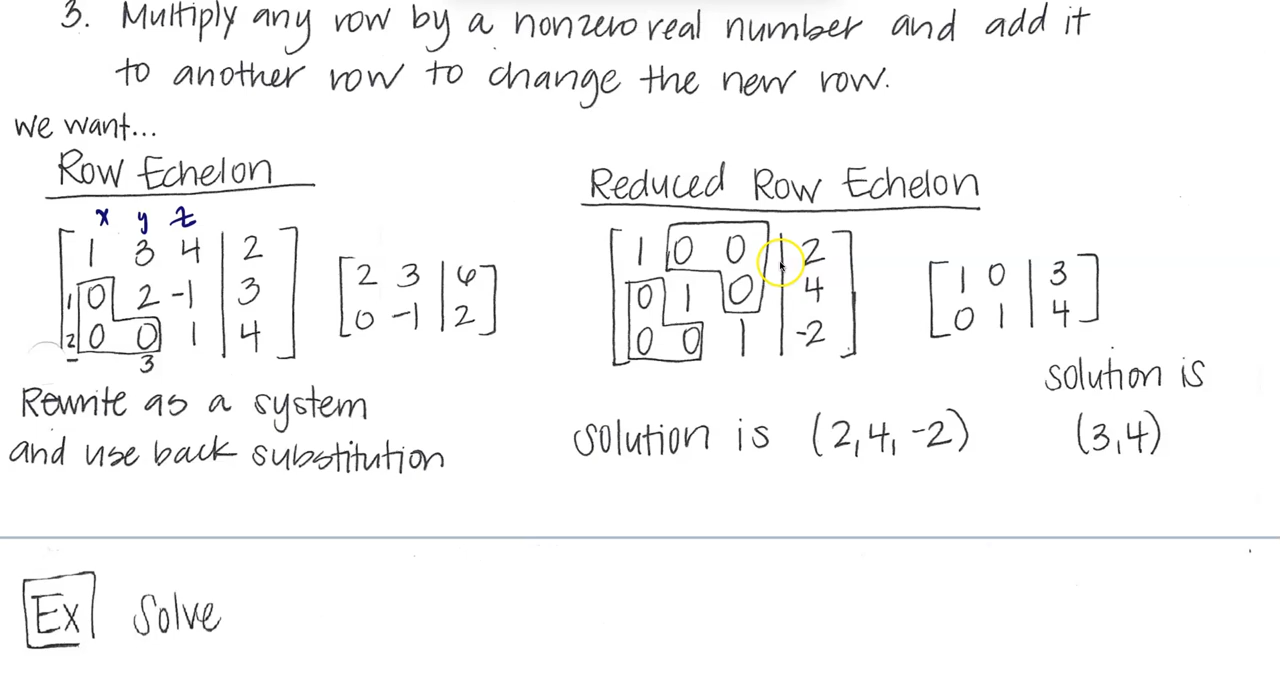 3. Multiply any row by a nonzero real number and add it
to another row to change the new row.
we want...
Row Echelon
x y z
1 3 4 | 2
1 0 2 -1 | 3
2 0 0 1 | 4
3
2 3 | 6
0 -1 | 2
Rewrite as a system
and use back substitution
Reduced Row Echelon
1 0 0 | 2
0 1 0 | 4
0 0 1 | -2
1 0 | 3
0 1 | 4
solution is (2,4,-2)
solution is
(3,4)
Ex Solve